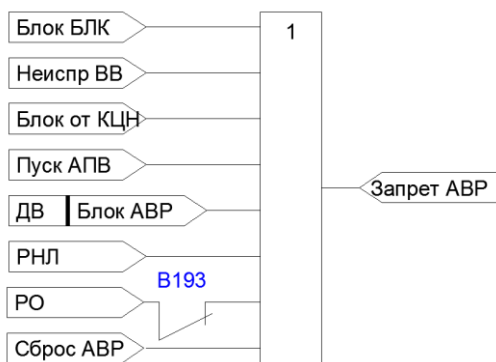 Блок БЛК
1
Неиспр ВВ
Блок от КЦН
Пуск АПВ
Запрет АВР
ДВ Блок АВР
РНЛ
В193
РО
Сброс АВР